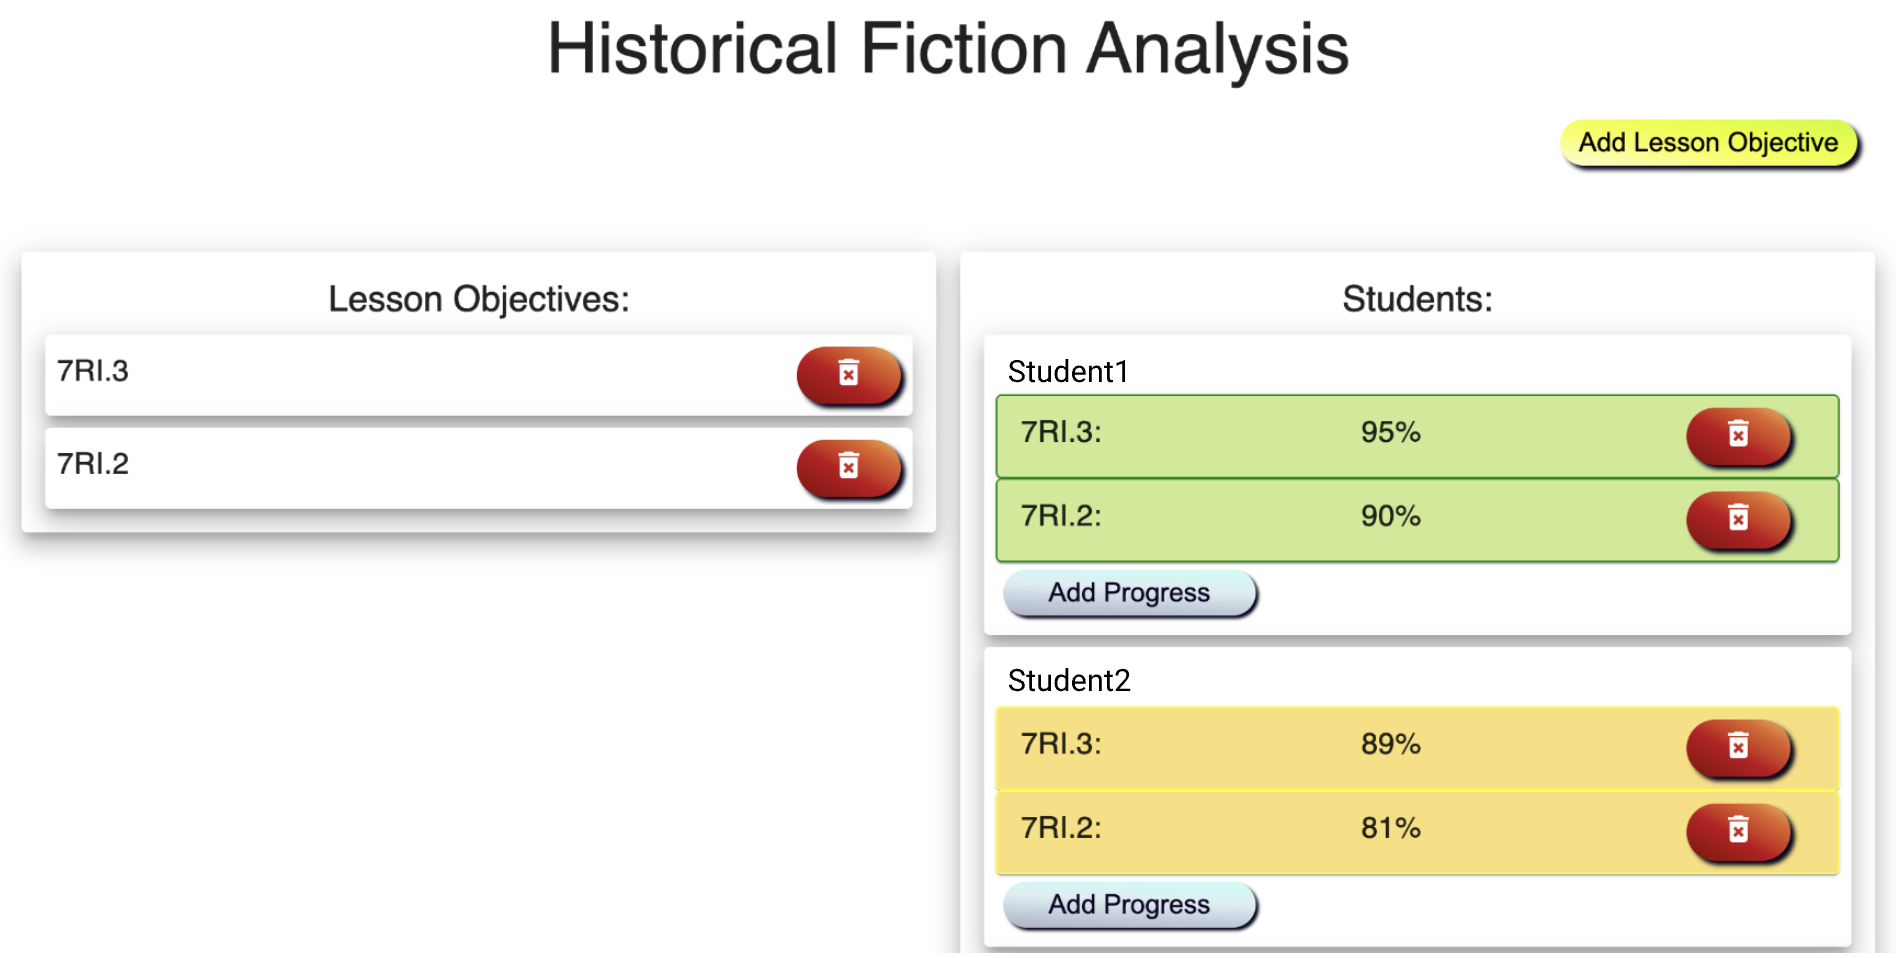 Historical Fiction Analysis
Add Lesson Objective
Lesson Objectives:
7RI.3
7RI.2
Students:
Student1
7RI.3: 95%
7RI.2: 90%
Add Progress
Student2
7RI.3: 89%
7RI.2: 81%
Add Progress